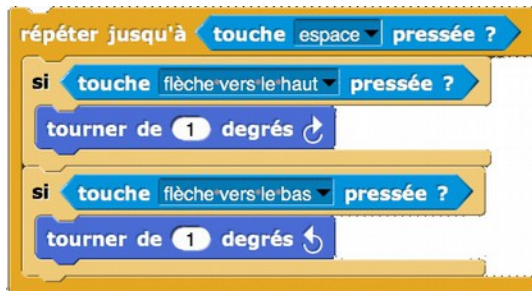 répéter jusqu'à touche espace pressée ?
si touche flèche vers le haut pressée ?
tourner de 1 degrés
si touche flèche vers le bas pressée ?
tourner de 1 degrés